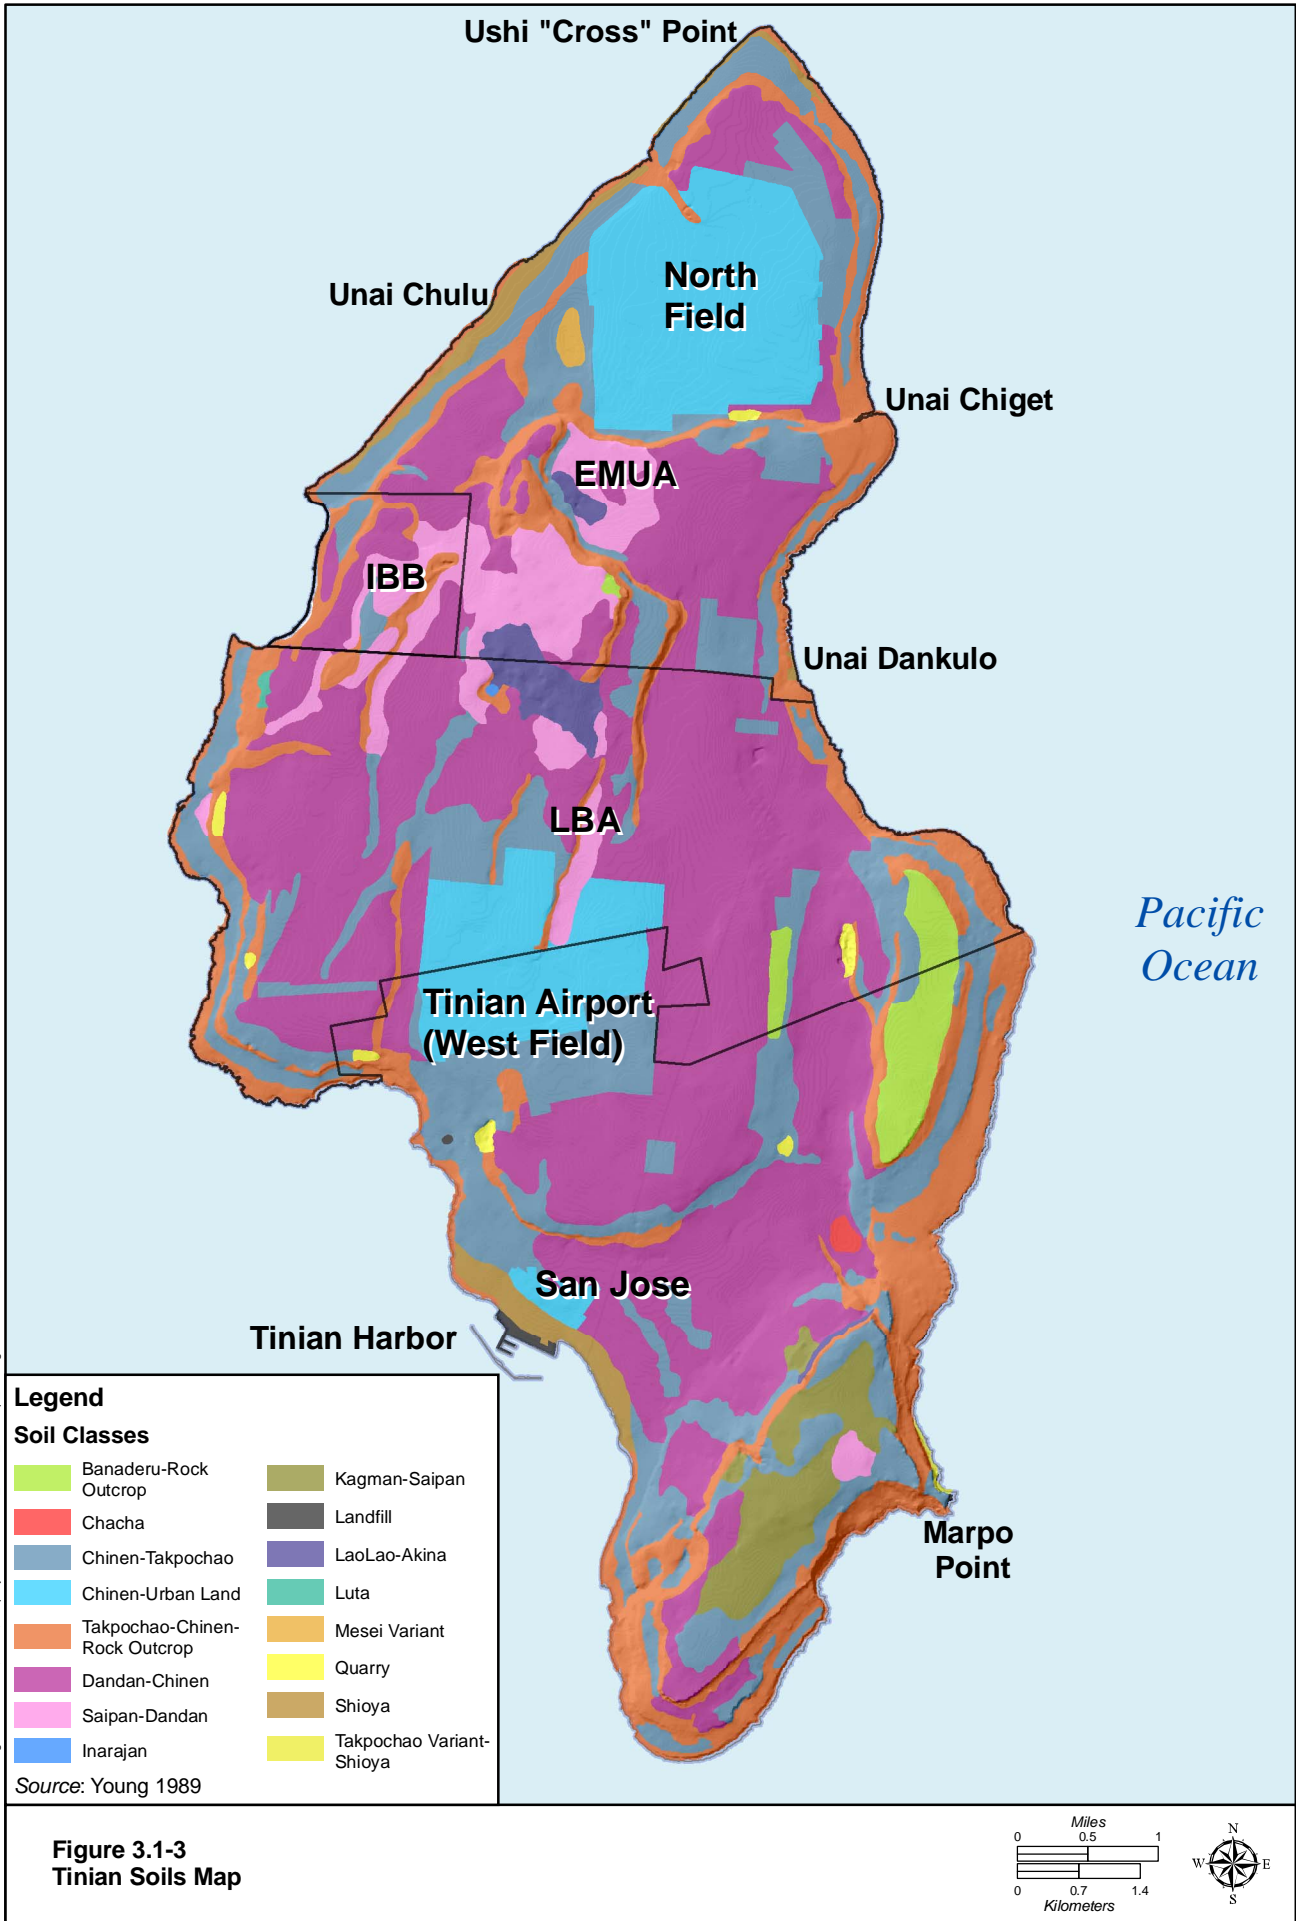 Ushi "Cross" Point
North
Field
Unai Chulu
Unai Chiget
EMUA
IBB
Unai Dankulo
LBA
Pacific
Ocean
Tinian Airport
(West Field)
San Jose
Tinian Harbor
Marpo
Point
Legend
Soil Classes
Banaderu-Rock
Outcrop
Chacha
Chinen-Takpochao
Chinen-Urban Land
Takpochao-Chinen-
Rock Outcrop
Dandan-Chinen
Saipan-Dandan
Inarajan
Kagman-Saipan
Landfill
LaoLao-Akina
Luta
Mesei Variant
Quarry
Shioya
Takpochao Variant-
Shioya
Source: Young 1989
Figure 3.1-3
Tinian Soils Map
Miles
0 0.5 1
0 0.7 1.4
Kilometers
N
W E
S